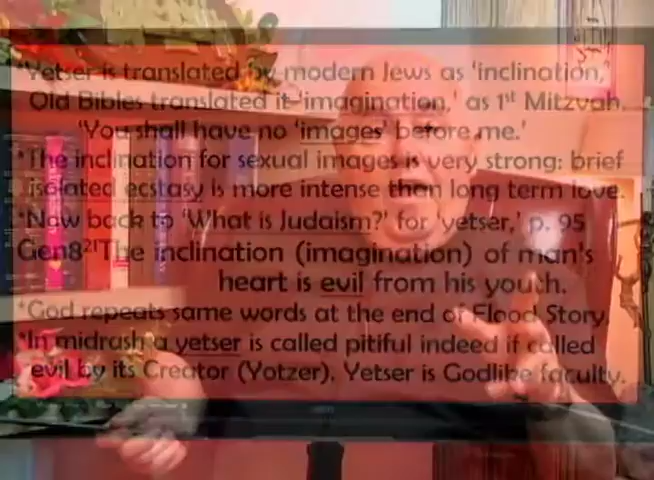 *Yetser is translated by modern Jews as 'inclination,'
Old Bibles translated it 'imagination,' as 1st Mitzvah,
'You shall have no 'images' before me.'
*The inclination for sexual images is very strong: brief
isolated ecstasy is more intense then long term love.
*Now back to 'What is Judaism?' for 'yetser,' p. 95
Gen8²¹The inclination (imagination) of man's
heart is evil from his youth.
*God repeats same words at the end of Flood Story.
*In midrash a yetser is called pitiful indeed if called
evil by its Creator (Yotzer). Yetser is Godlike faculty.